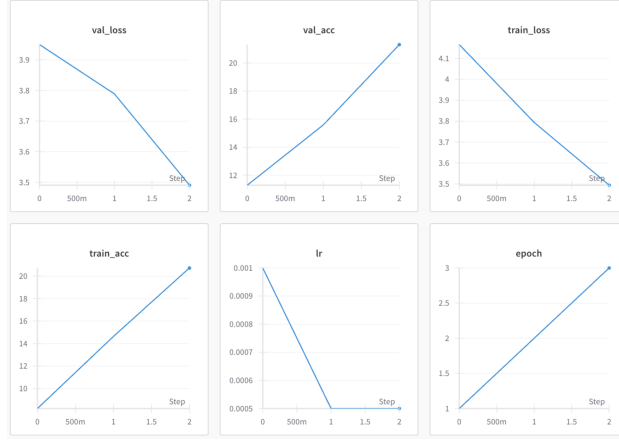 val_loss
3.9
3.8
3.7
3.6
3.5
Step
0 500m 1 1.5 2
val_acc
20
18
16
14
12
Step
0 500m 1 1.5 2
train_loss
4.1
4
3.9
3.8
3.7
3.6
3.5
Step
0 500m 1 1.5 2
train_acc
20
18
16
14
12
10
Step
0 500m 1 1.5 2
lr
0.001
0.0009
0.0008
0.0007
0.0006
0.0005
Step
0 500m 1 1.5 2
epoch
3
2.5
2
1.5
1
Step
0 500m 1 1.5 2